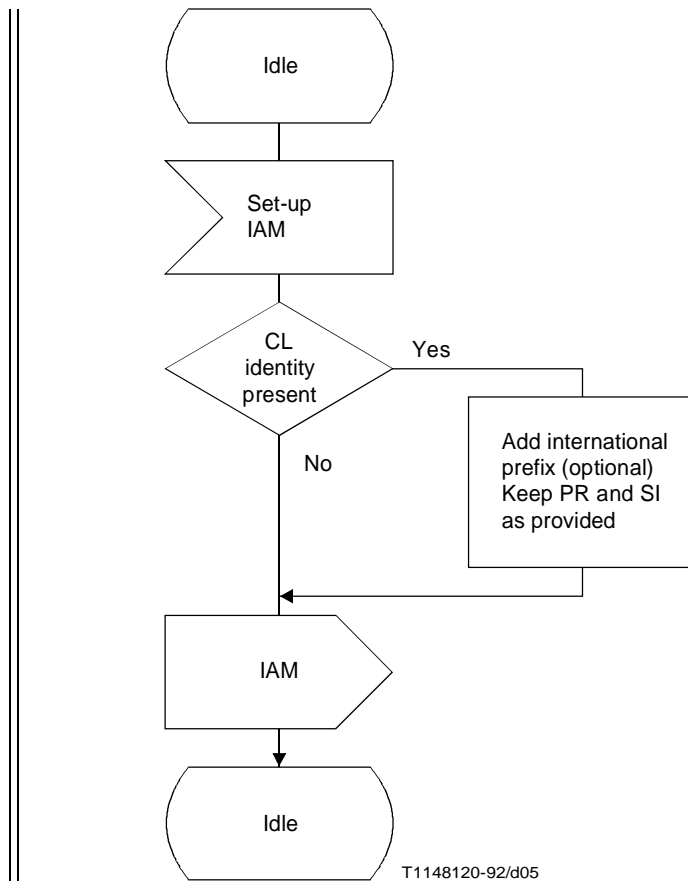 Idle
Set-up
IAM
CL
identity
present
Yes
No
Add international
prefix (optional)
Keep PR and SI
as provided
IAM
Idle
T1148120-92/d05